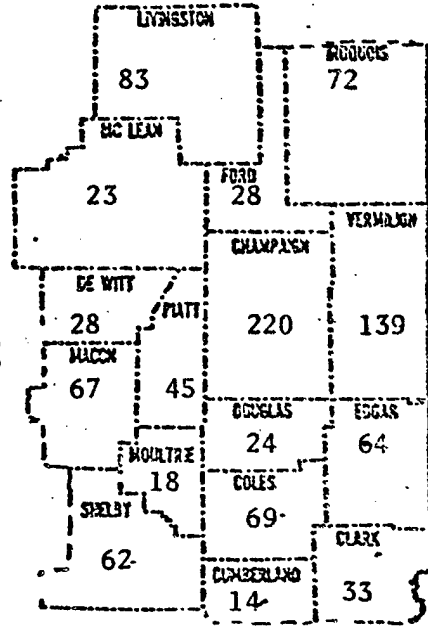 LIVINGSTON
83
IROQUOIS
72
MC LEAN
23
FORD
28
VERMILION
139
CHAMPAIGN
220
DE WITT
28
PIATT
45
MACON
67
DOUGLAS
24
EDGAR
64
MOULTRIE
18
COLES
69
SHELBY
62
CLARK
33
CUMBERLAND
14